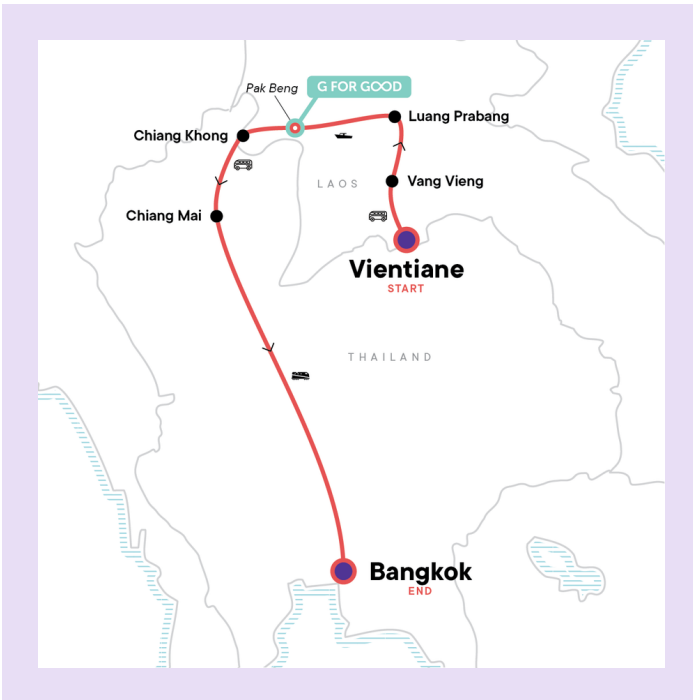 Pak Beng
G FOR GOOD
Luang Prabang
Chiang Khong
LAOS
Vang Vieng
Chiang Mai
Vientiane
START
THAILAND
Bangkok
END